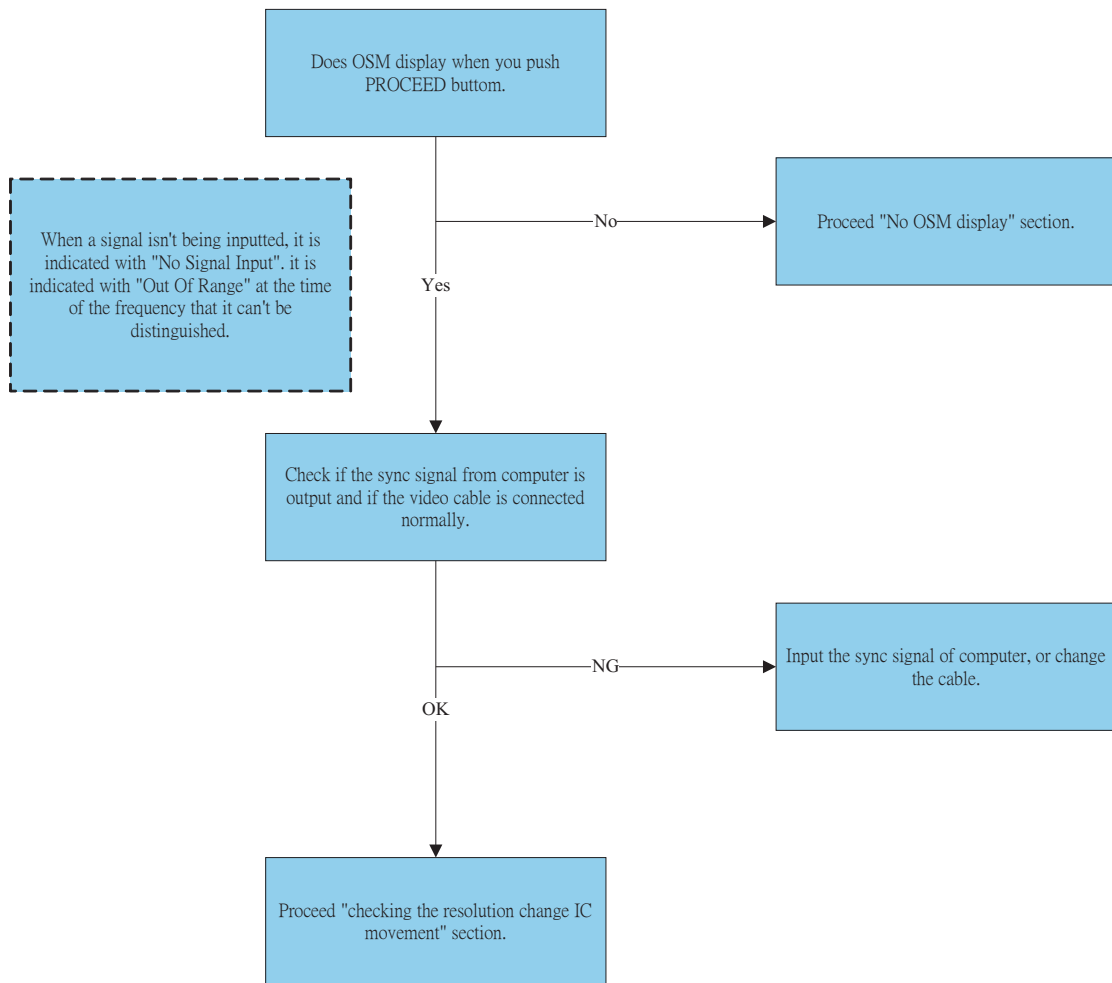 Does OSM display when you push
PROCEED buttom.
No
Proceed "No OSM display" section.
When a signal isn't being inputted, it is
indicated with "No Signal Input". it is
indicated with "Out Of Range" at the time
of the frequency that it can't be
distinguished.
Yes
Check if the sync signal from computer is
output and if the video cable is connected
normally.
NG
Input the sync signal of computer, or change
the cable.
OK
Proceed "checking the resolution change IC
movement" section.